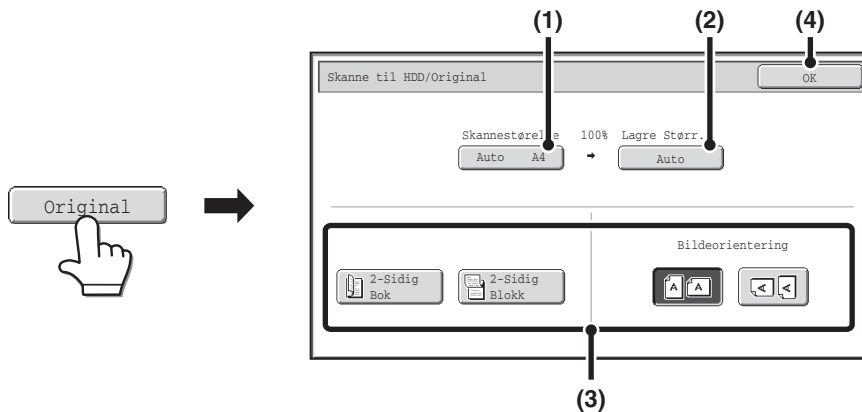 (1) (2) (4)
Skanne til HDD/Original OK
Skannestørelse 100% Lagre Størr.
Auto A4 Auto
Original
Bildeorientering
2-Sidig
Bok
2-Sidig
Blokk
A A A A
(3)